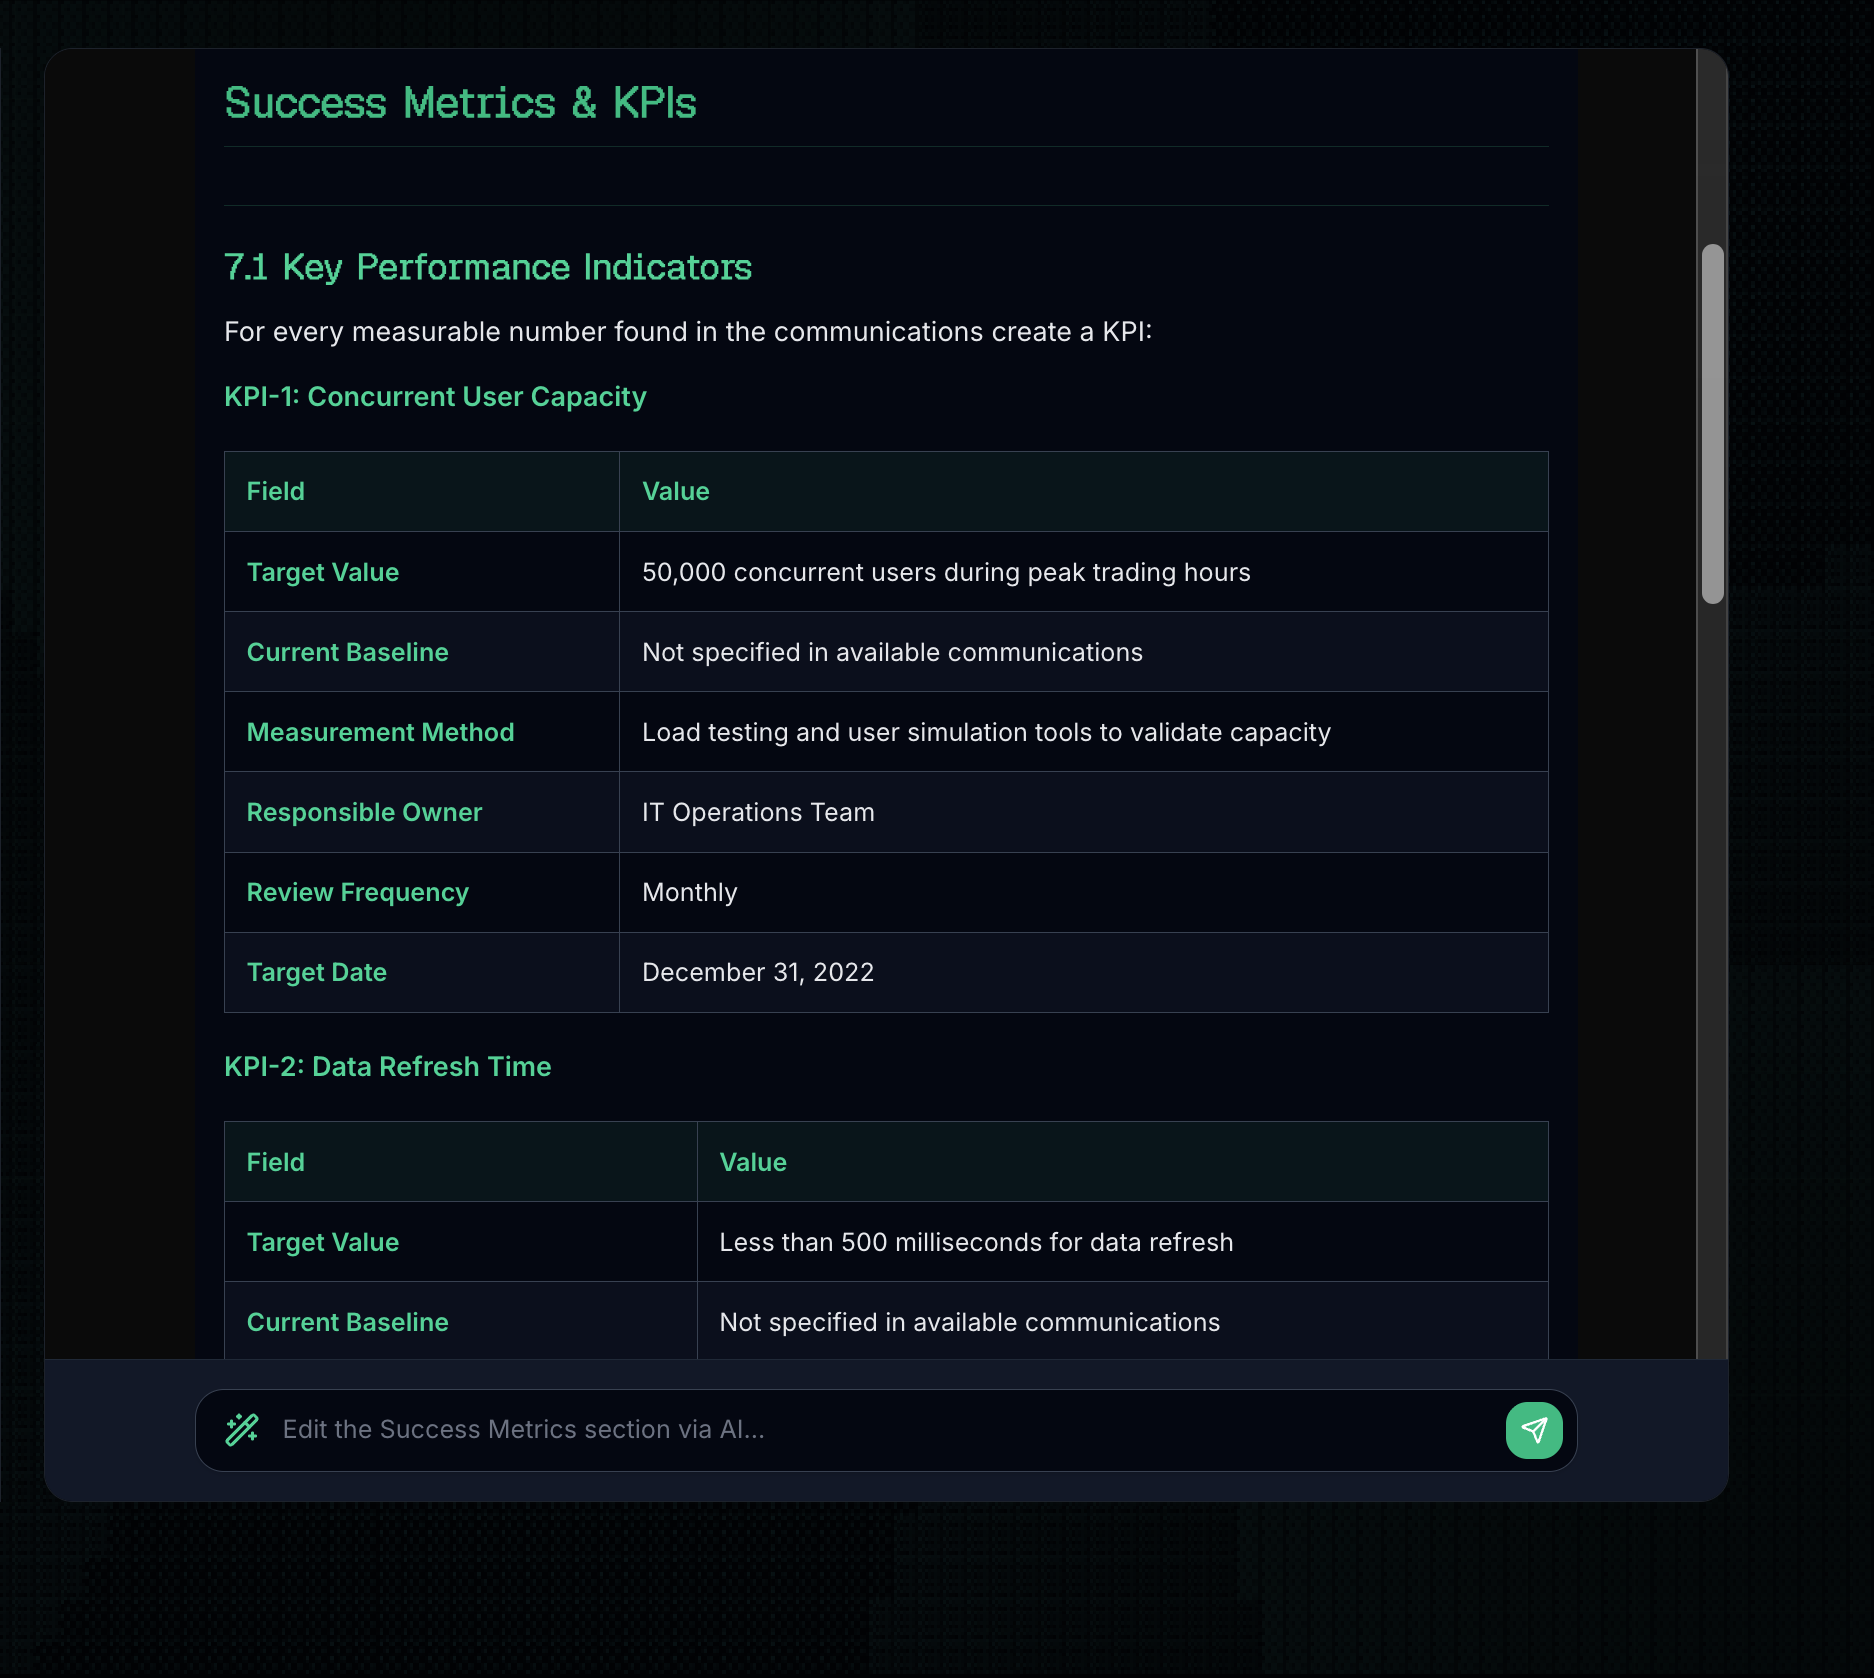 Success Metrics & KPIs
7.1 Key Performance Indicators
For every measurable number found in the communications create a KPI:
KPI-1: Concurrent User Capacity
Field Value
Target Value 50,000 concurrent users during peak trading hours
Current Baseline Not specified in available communications
Measurement Method Load testing and user simulation tools to validate capacity
Responsible Owner IT Operations Team
Review Frequency Monthly
Target Date December 31, 2022
KPI-2: Data Refresh Time
Field Value
Target Value Less than 500 milliseconds for data refresh
Current Baseline Not specified in available communications
Edit the Success Metrics section via AI...